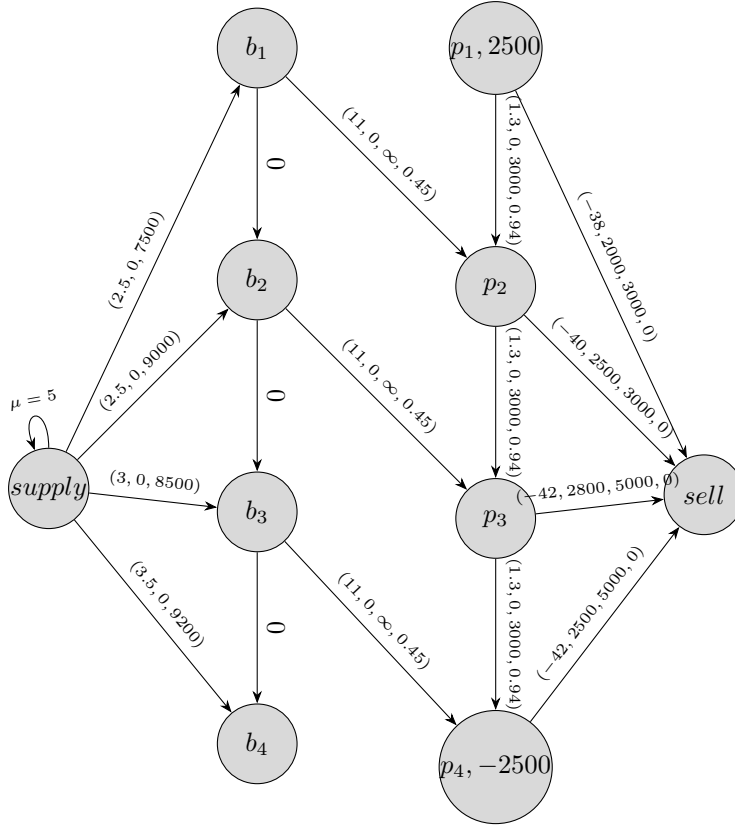 b₁
p₁, 2500
(11, 0, ∞, 0.45)
(1.3, 0, 3000, 0.94)
0
(−38, 2000, 3000, 0)
(2.5, 0, 7500)
b₂
p₂
(2.5, 0, 9000)
(11, 0, ∞, 0.45)
(1.3, 0, 3000, 0.94)
(−40, 2500, 3000, 0)
0
μ = 5
supply
(3, 0, 8500)
b₃
p₃
(−42, 2800, 5000, 0)
sell
(3.5, 0, 9200)
0
(11, 0, ∞, 0.45)
(1.3, 0, 3000, 0.94)
(−42, 2500, 5000, 0)
b₄
p₄, −2500